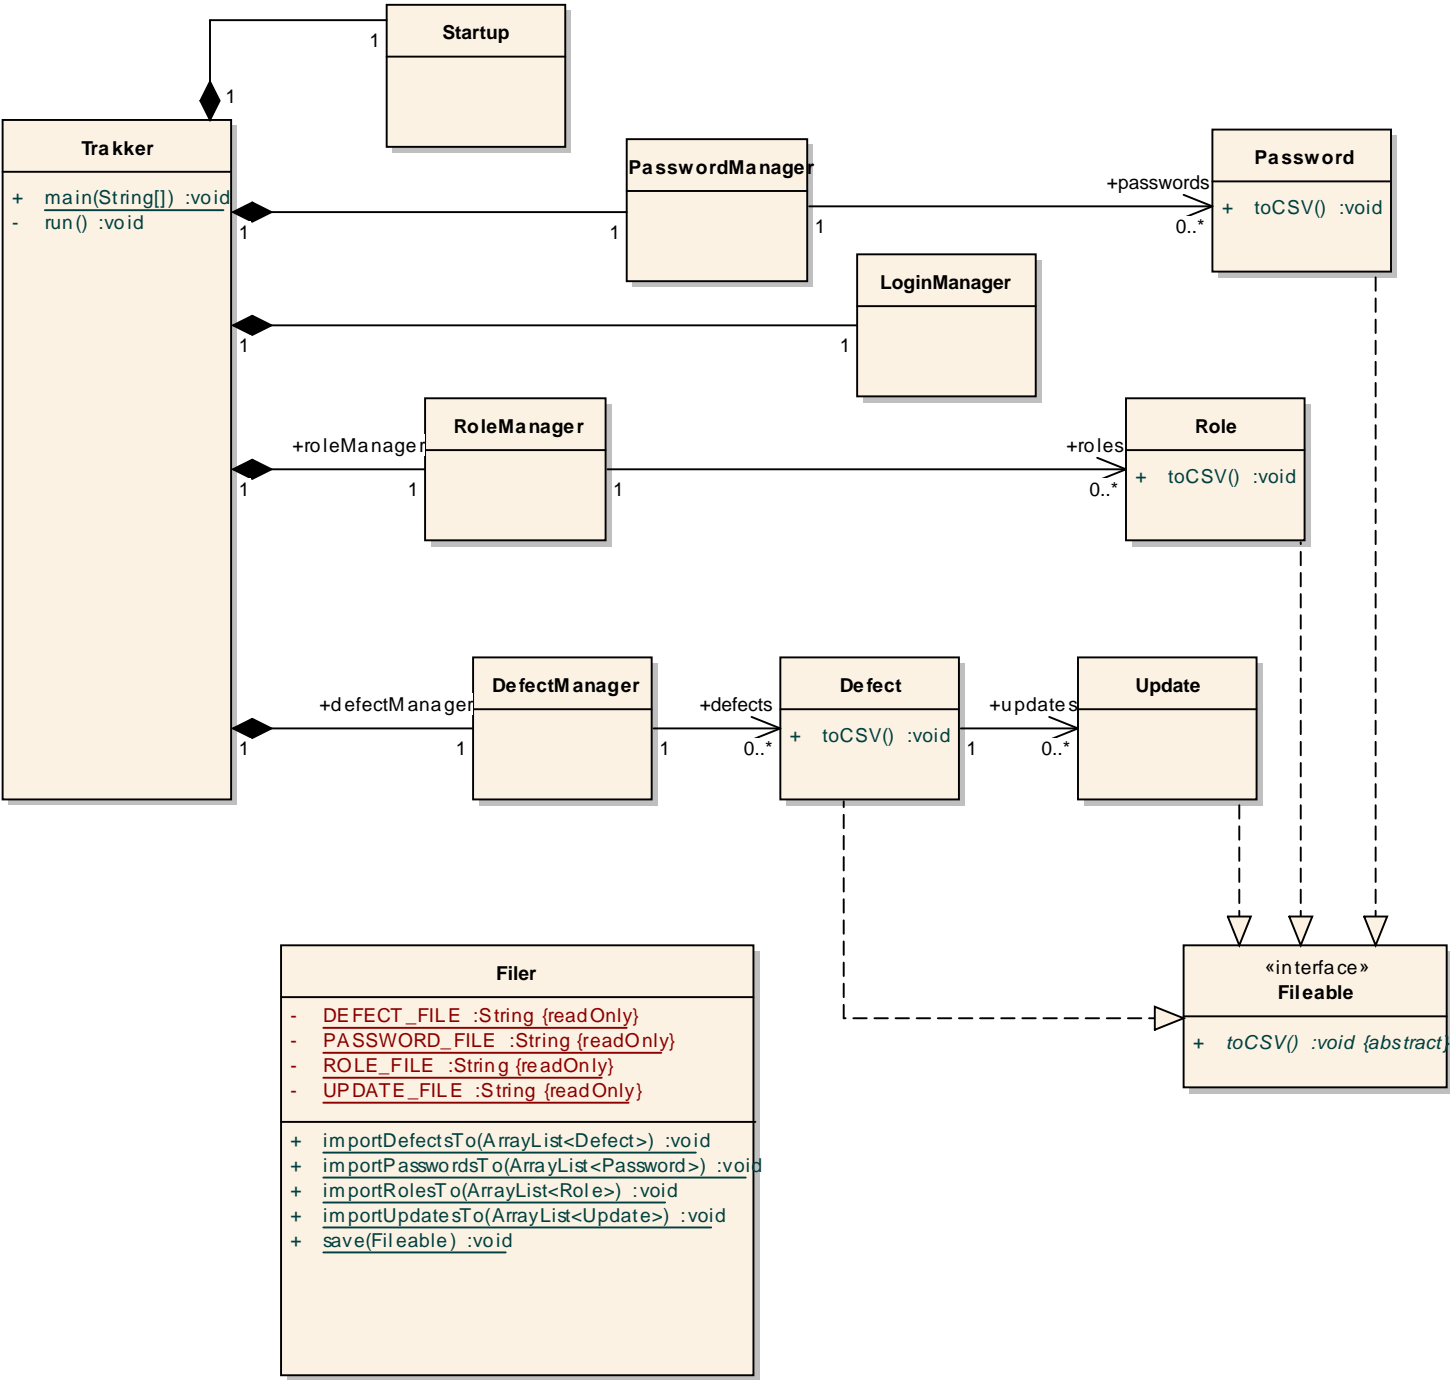 Startup
1
1
Trakker
+ main(String[]) :void
- run() :void
PasswordManager
1
1
1
+passwords
0..*
Password
+ toCSV() :void
LoginManager
1
1
+roleManager
1
1
RoleManager
1
+roles
0..*
Role
+ toCSV() :void
+defectManager
1
1
DefectManager
1
+defects
0..*
Defect
+ toCSV() :void
1
+updates
0..*
Update
«interface»
Fileable
+ toCSV() :void {abstract}
Filer
- DEFECT_FILE :String {readOnly}
- PASSWORD_FILE :String {readOnly}
- ROLE_FILE :String {readOnly}
- UPDATE_FILE :String {readOnly}
+ importDefectsTo(ArrayList<Defect>) :void
+ importPasswordsTo(ArrayList<Password>) :void
+ importRolesTo(ArrayList<Role>) :void
+ importUpdatesTo(ArrayList<Update>) :void
+ save(Fileable) :void